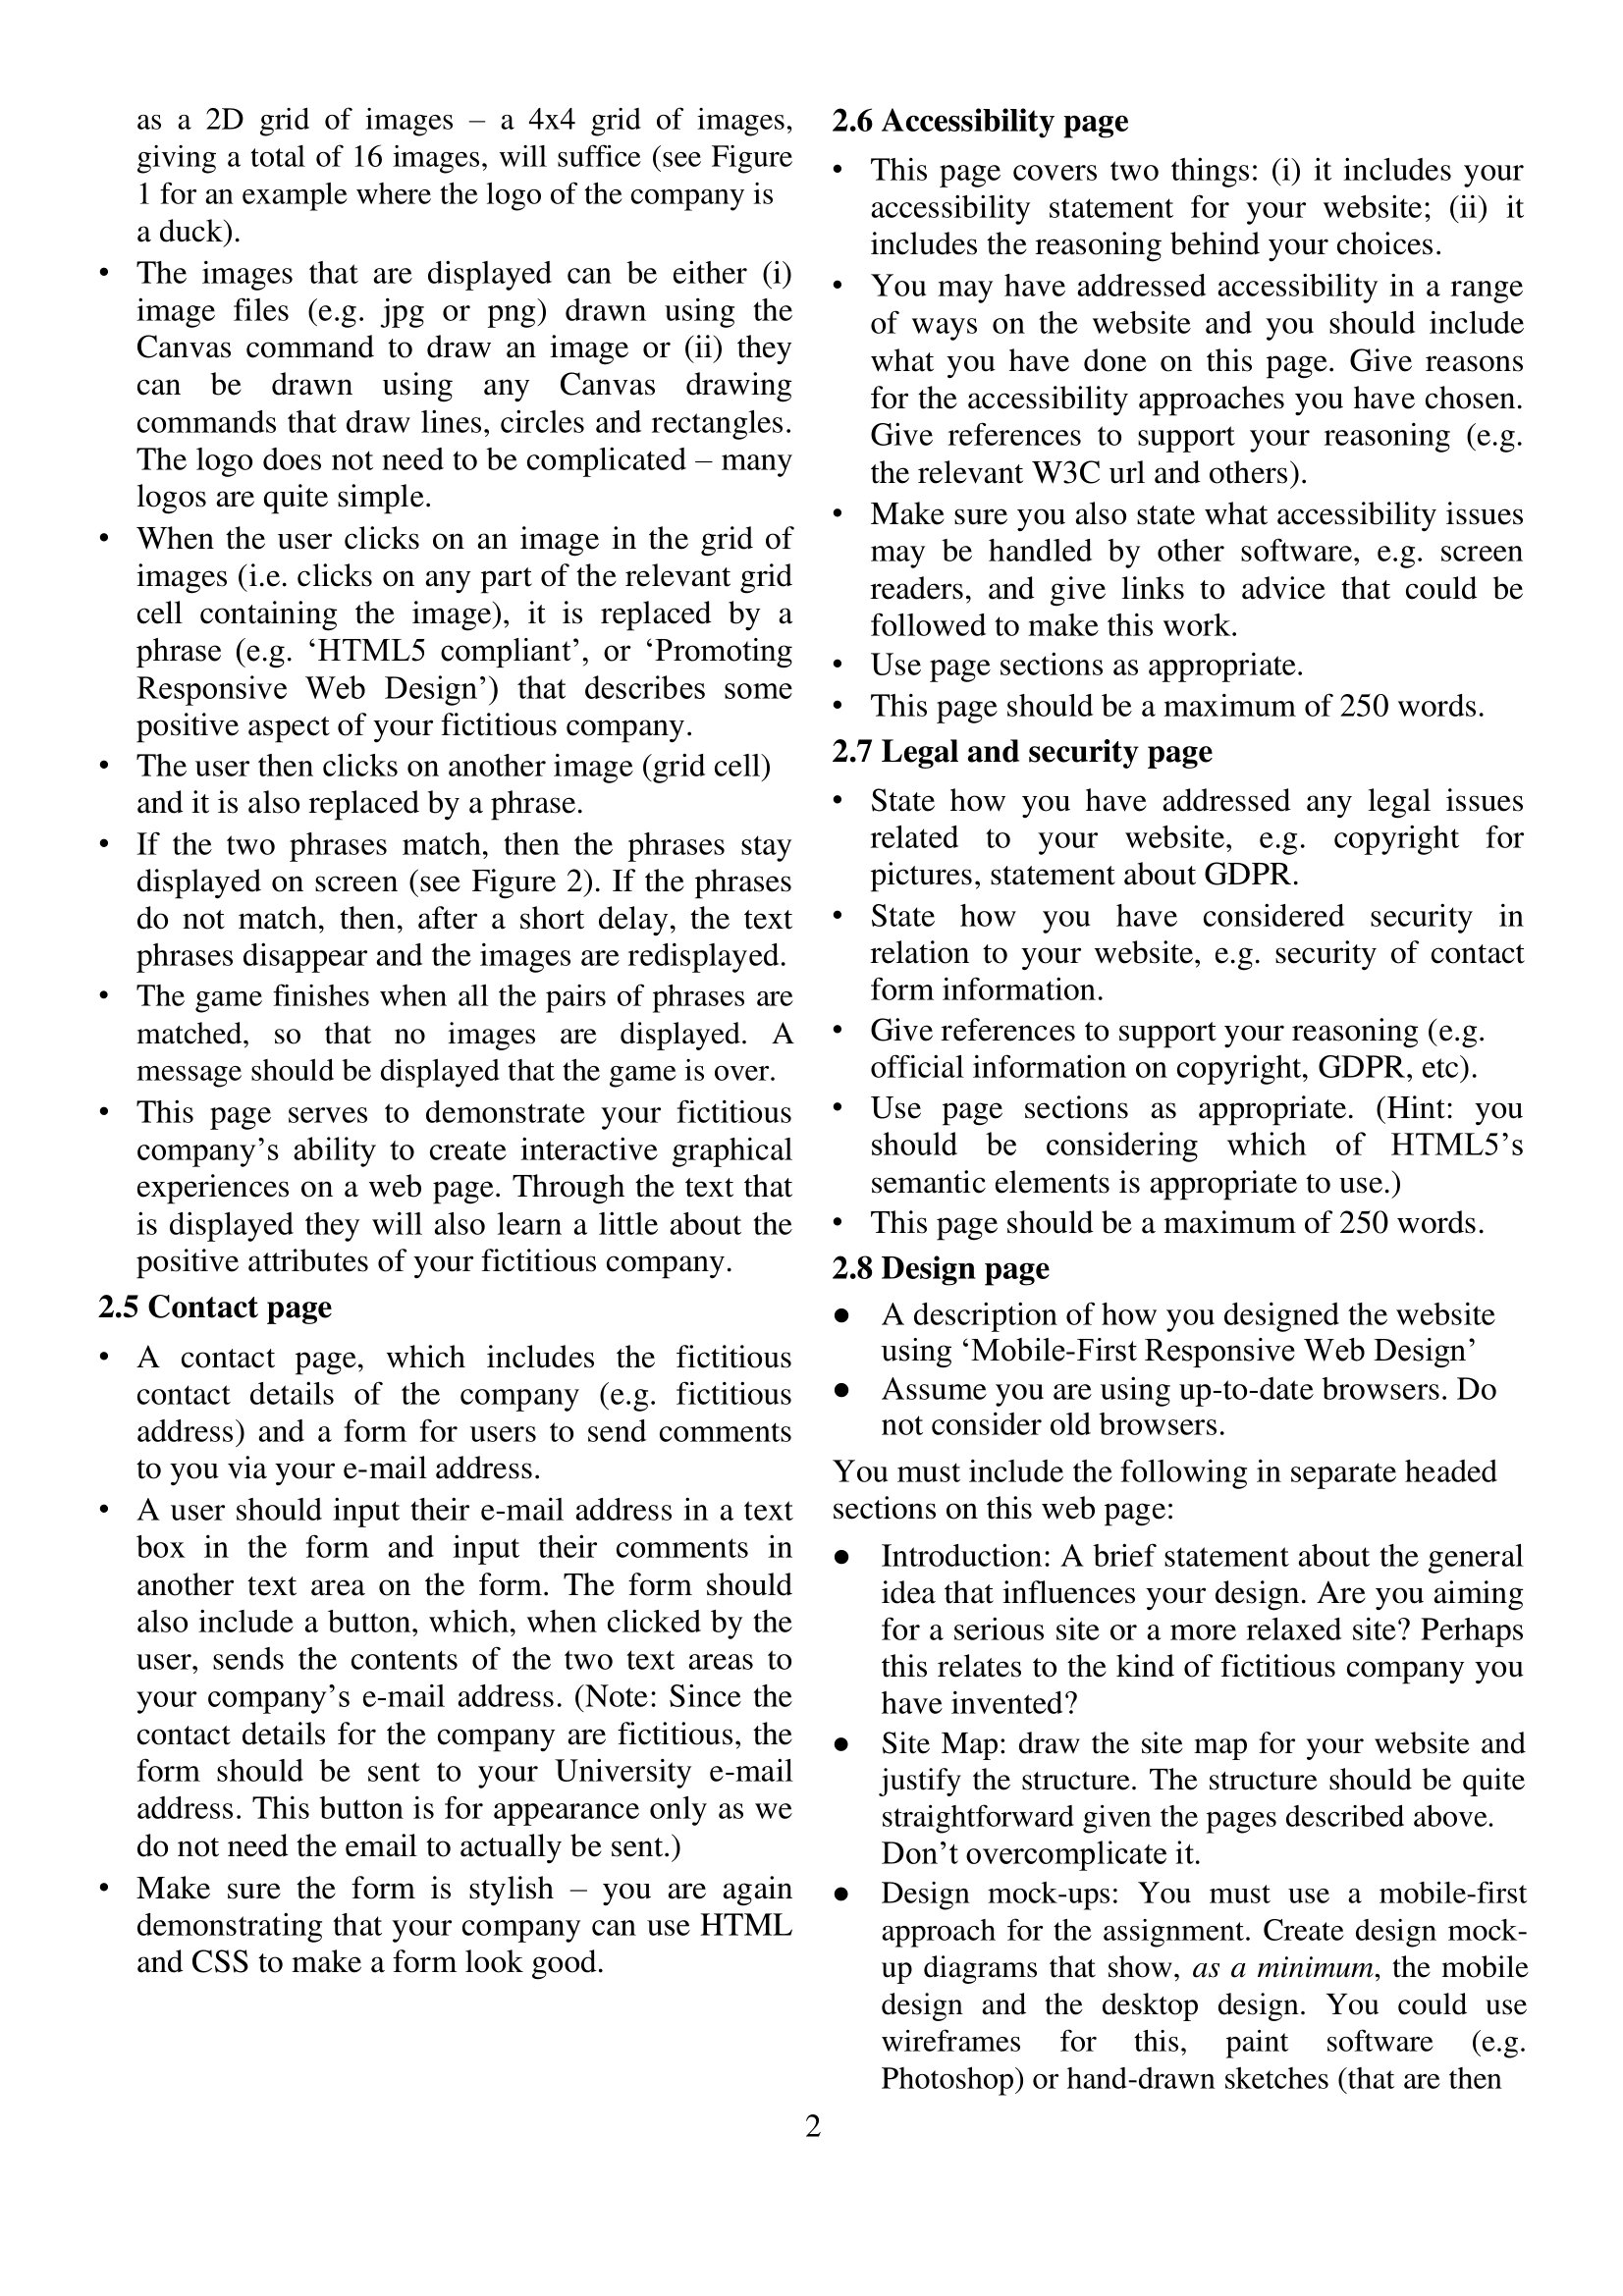 as a 2D grid of images – a 4x4 grid of images,
giving a total of 16 images, will suffice (see Figure
1 for an example where the logo of the company is
a duck).
• The images that are displayed can be either (i)
image files (e.g. jpg or png) drawn using the
Canvas command to draw an image or (ii) they
can be drawn using any Canvas drawing
commands that draw lines, circles and rectangles.
The logo does not need to be complicated – many
logos are quite simple.
• When the user clicks on an image in the grid of
images (i.e. clicks on any part of the relevant grid
cell containing the image), it is replaced by a
phrase (e.g. ‘HTML5 compliant’, or ‘Promoting
Responsive Web Design’) that describes some
positive aspect of your fictitious company.
• The user then clicks on another image (grid cell)
and it is also replaced by a phrase.
• If the two phrases match, then the phrases stay
displayed on screen (see Figure 2). If the phrases
do not match, then, after a short delay, the text
phrases disappear and the images are redisplayed.
• The game finishes when all the pairs of phrases are
matched, so that no images are displayed. A
message should be displayed that the game is over.
• This page serves to demonstrate your fictitious
company’s ability to create interactive graphical
experiences on a web page. Through the text that
is displayed they will also learn a little about the
positive attributes of your fictitious company.
2.5 Contact page
• A contact page, which includes the fictitious
contact details of the company (e.g. fictitious
address) and a form for users to send comments
to you via your e-mail address.
• A user should input their e-mail address in a text
box in the form and input their comments in
another text area on the form. The form should
also include a button, which, when clicked by the
user, sends the contents of the two text areas to
your company’s e-mail address. (Note: Since the
contact details for the company are fictitious, the
form should be sent to your University e-mail
address. This button is for appearance only as we
do not need the email to actually be sent.)
• Make sure the form is stylish – you are again
demonstrating that your company can use HTML
and CSS to make a form look good.
2.6 Accessibility page
• This page covers two things: (i) it includes your
accessibility statement for your website; (ii) it
includes the reasoning behind your choices.
• You may have addressed accessibility in a range
of ways on the website and you should include
what you have done on this page. Give reasons
for the accessibility approaches you have chosen.
Give references to support your reasoning (e.g.
the relevant W3C url and others).
• Make sure you also state what accessibility issues
may be handled by other software, e.g. screen
readers, and give links to advice that could be
followed to make this work.
• Use page sections as appropriate.
• This page should be a maximum of 250 words.
2.7 Legal and security page
• State how you have addressed any legal issues
related to your website, e.g. copyright for
pictures, statement about GDPR.
• State how you have considered security in
relation to your website, e.g. security of contact
form information.
• Give references to support your reasoning (e.g.
official information on copyright, GDPR, etc).
• Use page sections as appropriate. (Hint: you
should be considering which of HTML5’s
semantic elements is appropriate to use.)
• This page should be a maximum of 250 words.
2.8 Design page
● A description of how you designed the website
using ‘Mobile-First Responsive Web Design’
● Assume you are using up-to-date browsers. Do
not consider old browsers.
You must include the following in separate headed
sections on this web page:
● Introduction: A brief statement about the general
idea that influences your design. Are you aiming
for a serious site or a more relaxed site? Perhaps
this relates to the kind of fictitious company you
have invented?
● Site Map: draw the site map for your website and
justify the structure. The structure should be quite
straightforward given the pages described above.
Don’t overcomplicate it.
● Design mock-ups: You must use a mobile-first
approach for the assignment. Create design mock-
up diagrams that show, as a minimum, the mobile
design and the desktop design. You could use
wireframes for this, paint software (e.g.
Photoshop) or hand-drawn sketches (that are then
2